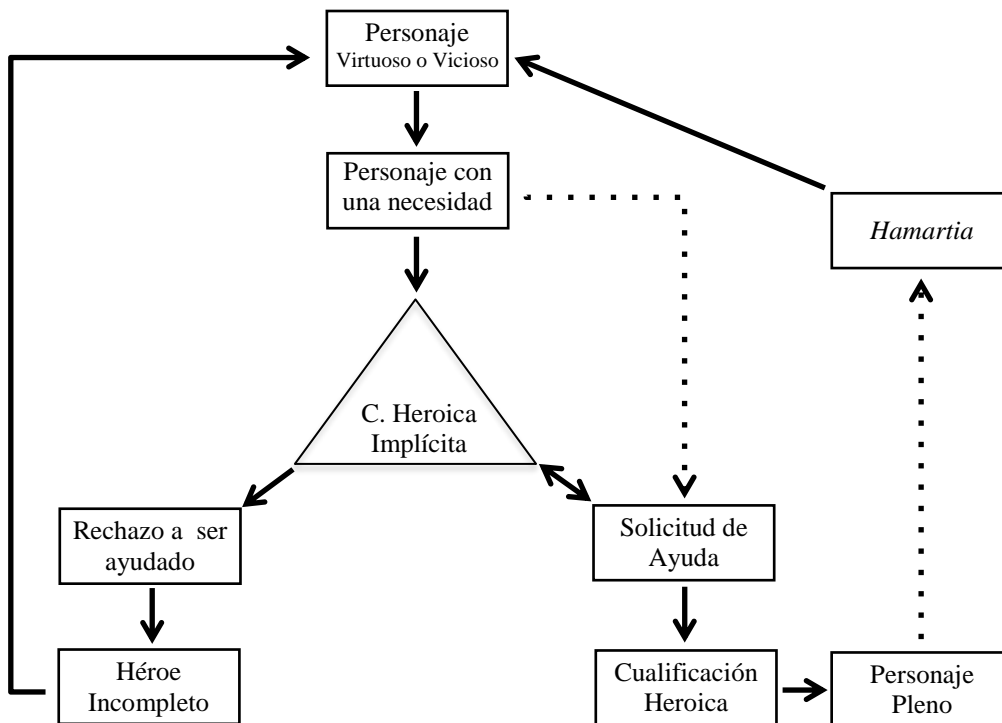 Personaje
Virtuoso o Vicioso
Personaje con
una necesidad
Hamartia
C. Heroica
Implícita
Rechazo a ser
ayudado
Solicitud de
Ayuda
Héroe
Incompleto
Cualificación
Heroica
Personaje
Pleno